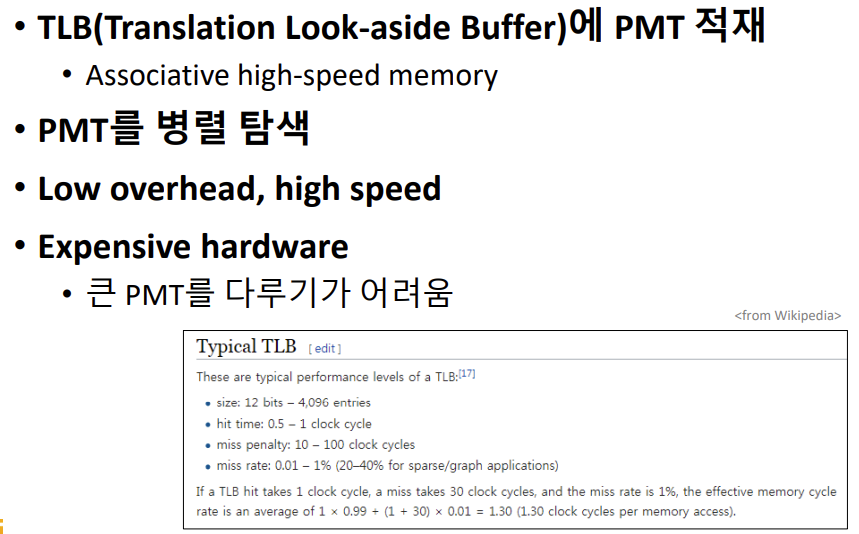 • TLB(Translation Look-aside Buffer)에 PMT 적재
• Associative high-speed memory
• PMT를 병렬 탐색
• Low overhead, high speed
• Expensive hardware
• 큰 PMT를 다루기가 어려움
<from Wikipedia>
Typical TLB [ edit ]
These are typical performance levels of a TLB:[17]
• size: 12 bits – 4,096 entries
• hit time: 0.5 – 1 clock cycle
• miss penalty: 10 – 100 clock cycles
• miss rate: 0.01 – 1% (20–40% for sparse/graph applications)
If a TLB hit takes 1 clock cycle, a miss takes 30 clock cycles, and the miss rate is 1%, the effective memory cycle
rate is an average of 1 × 0.99 + (1 + 30) × 0.01 = 1.30 (1.30 clock cycles per memory access).